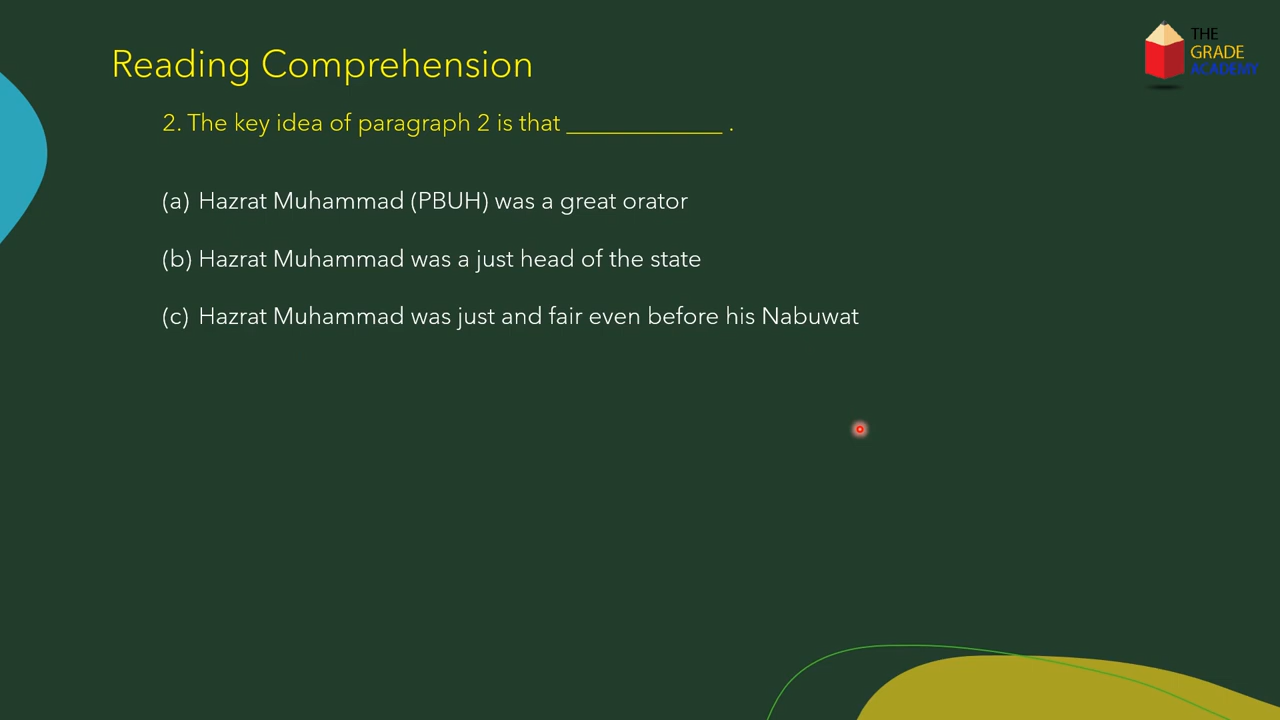 THE
GRADE
ACADEMY
Reading Comprehension
2. The key idea of paragraph 2 is that _____________ .
(a) Hazrat Muhammad (PBUH) was a great orator
(b) Hazrat Muhammad was a just head of the state
(c) Hazrat Muhammad was just and fair even before his Nabuwat